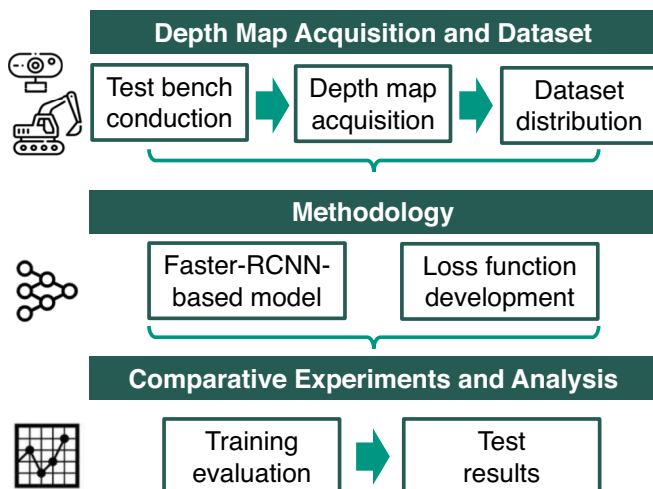 Depth Map Acquisition and Dataset
Test bench
conduction
Depth map
acquisition
Dataset
distribution
Methodology
Faster-RCNN-
based model
Loss function
development
Comparative Experiments and Analysis
Training
evaluation
Test
results